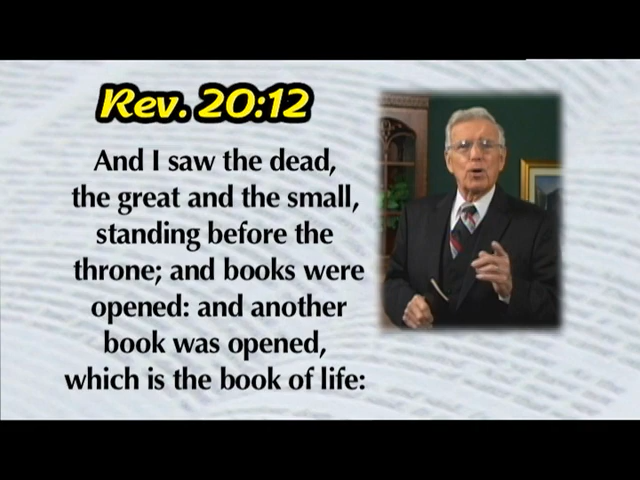 Rev. 20:12
And I saw the dead,
the great and the small,
standing before the
throne; and books were
opened: and another
book was opened,
which is the book of life: